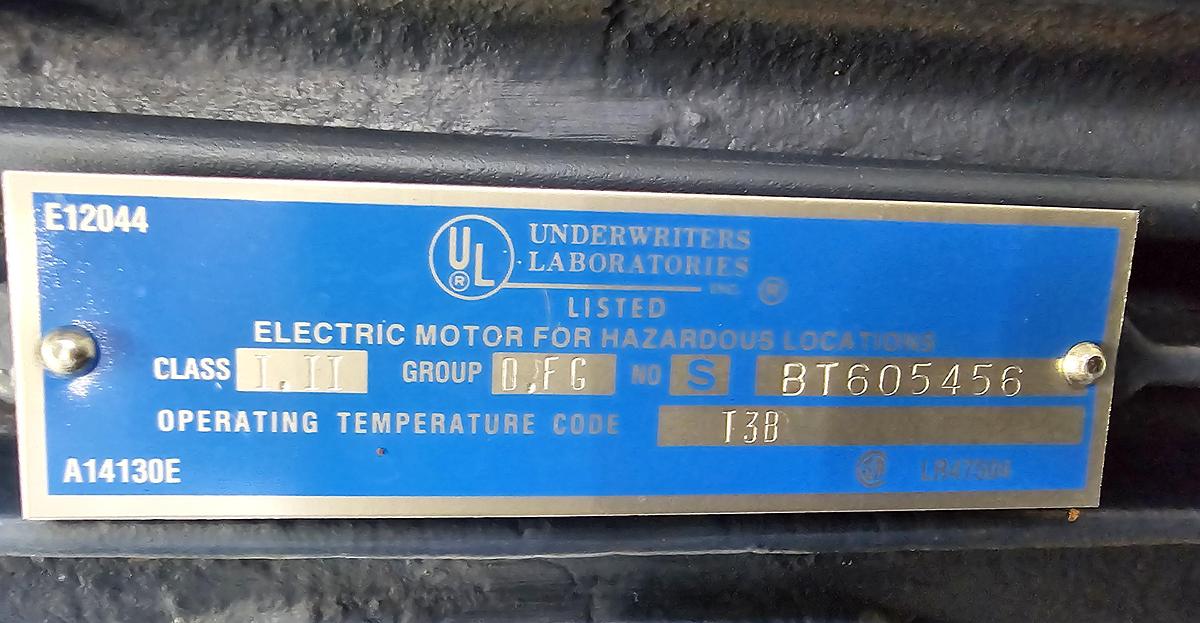 E12044
UL ® UNDERWRITERS
LABORATORIES
INC. ®
LISTED
ELECTRIC MOTOR FOR HAZARDOUS LOCATIONS
CLASS I,II GROUP D,FG NO S BT605456
OPERATING TEMPERATURE CODE T3B
A14130E